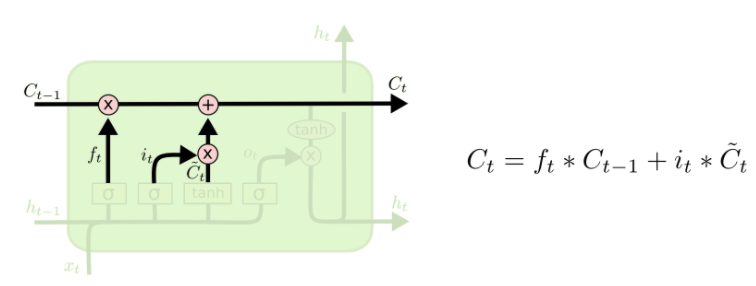 h_t
C_{t-1} x + C_t
tanh
f_t i_t x o_t x
C̃_t
σ σ tanh σ
h_{t-1} h_t
x_t
C_t = f_t * C_{t-1} + i_t * C̃_t